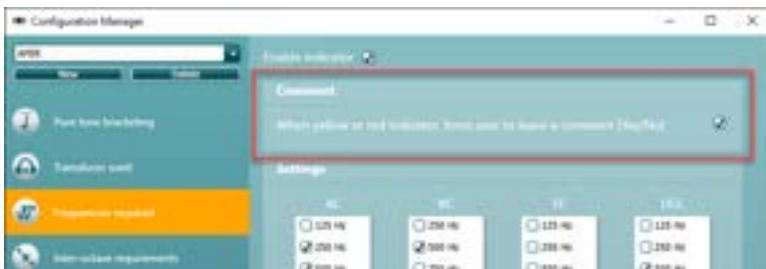 Configuration Manager
New Delete
Enable indicator
Comment
When yellow or red indicator, force user to leave a comment (Yes/No)
Pure tone bracketing
Transducer used
Settings
Frequencies required
AC BC FF
125 Hz 250 Hz 125 Hz 125 Hz
250 Hz 500 Hz 250 Hz 250 Hz
Inter-octave requirements
500 Hz 750 Hz 500 Hz 500 Hz